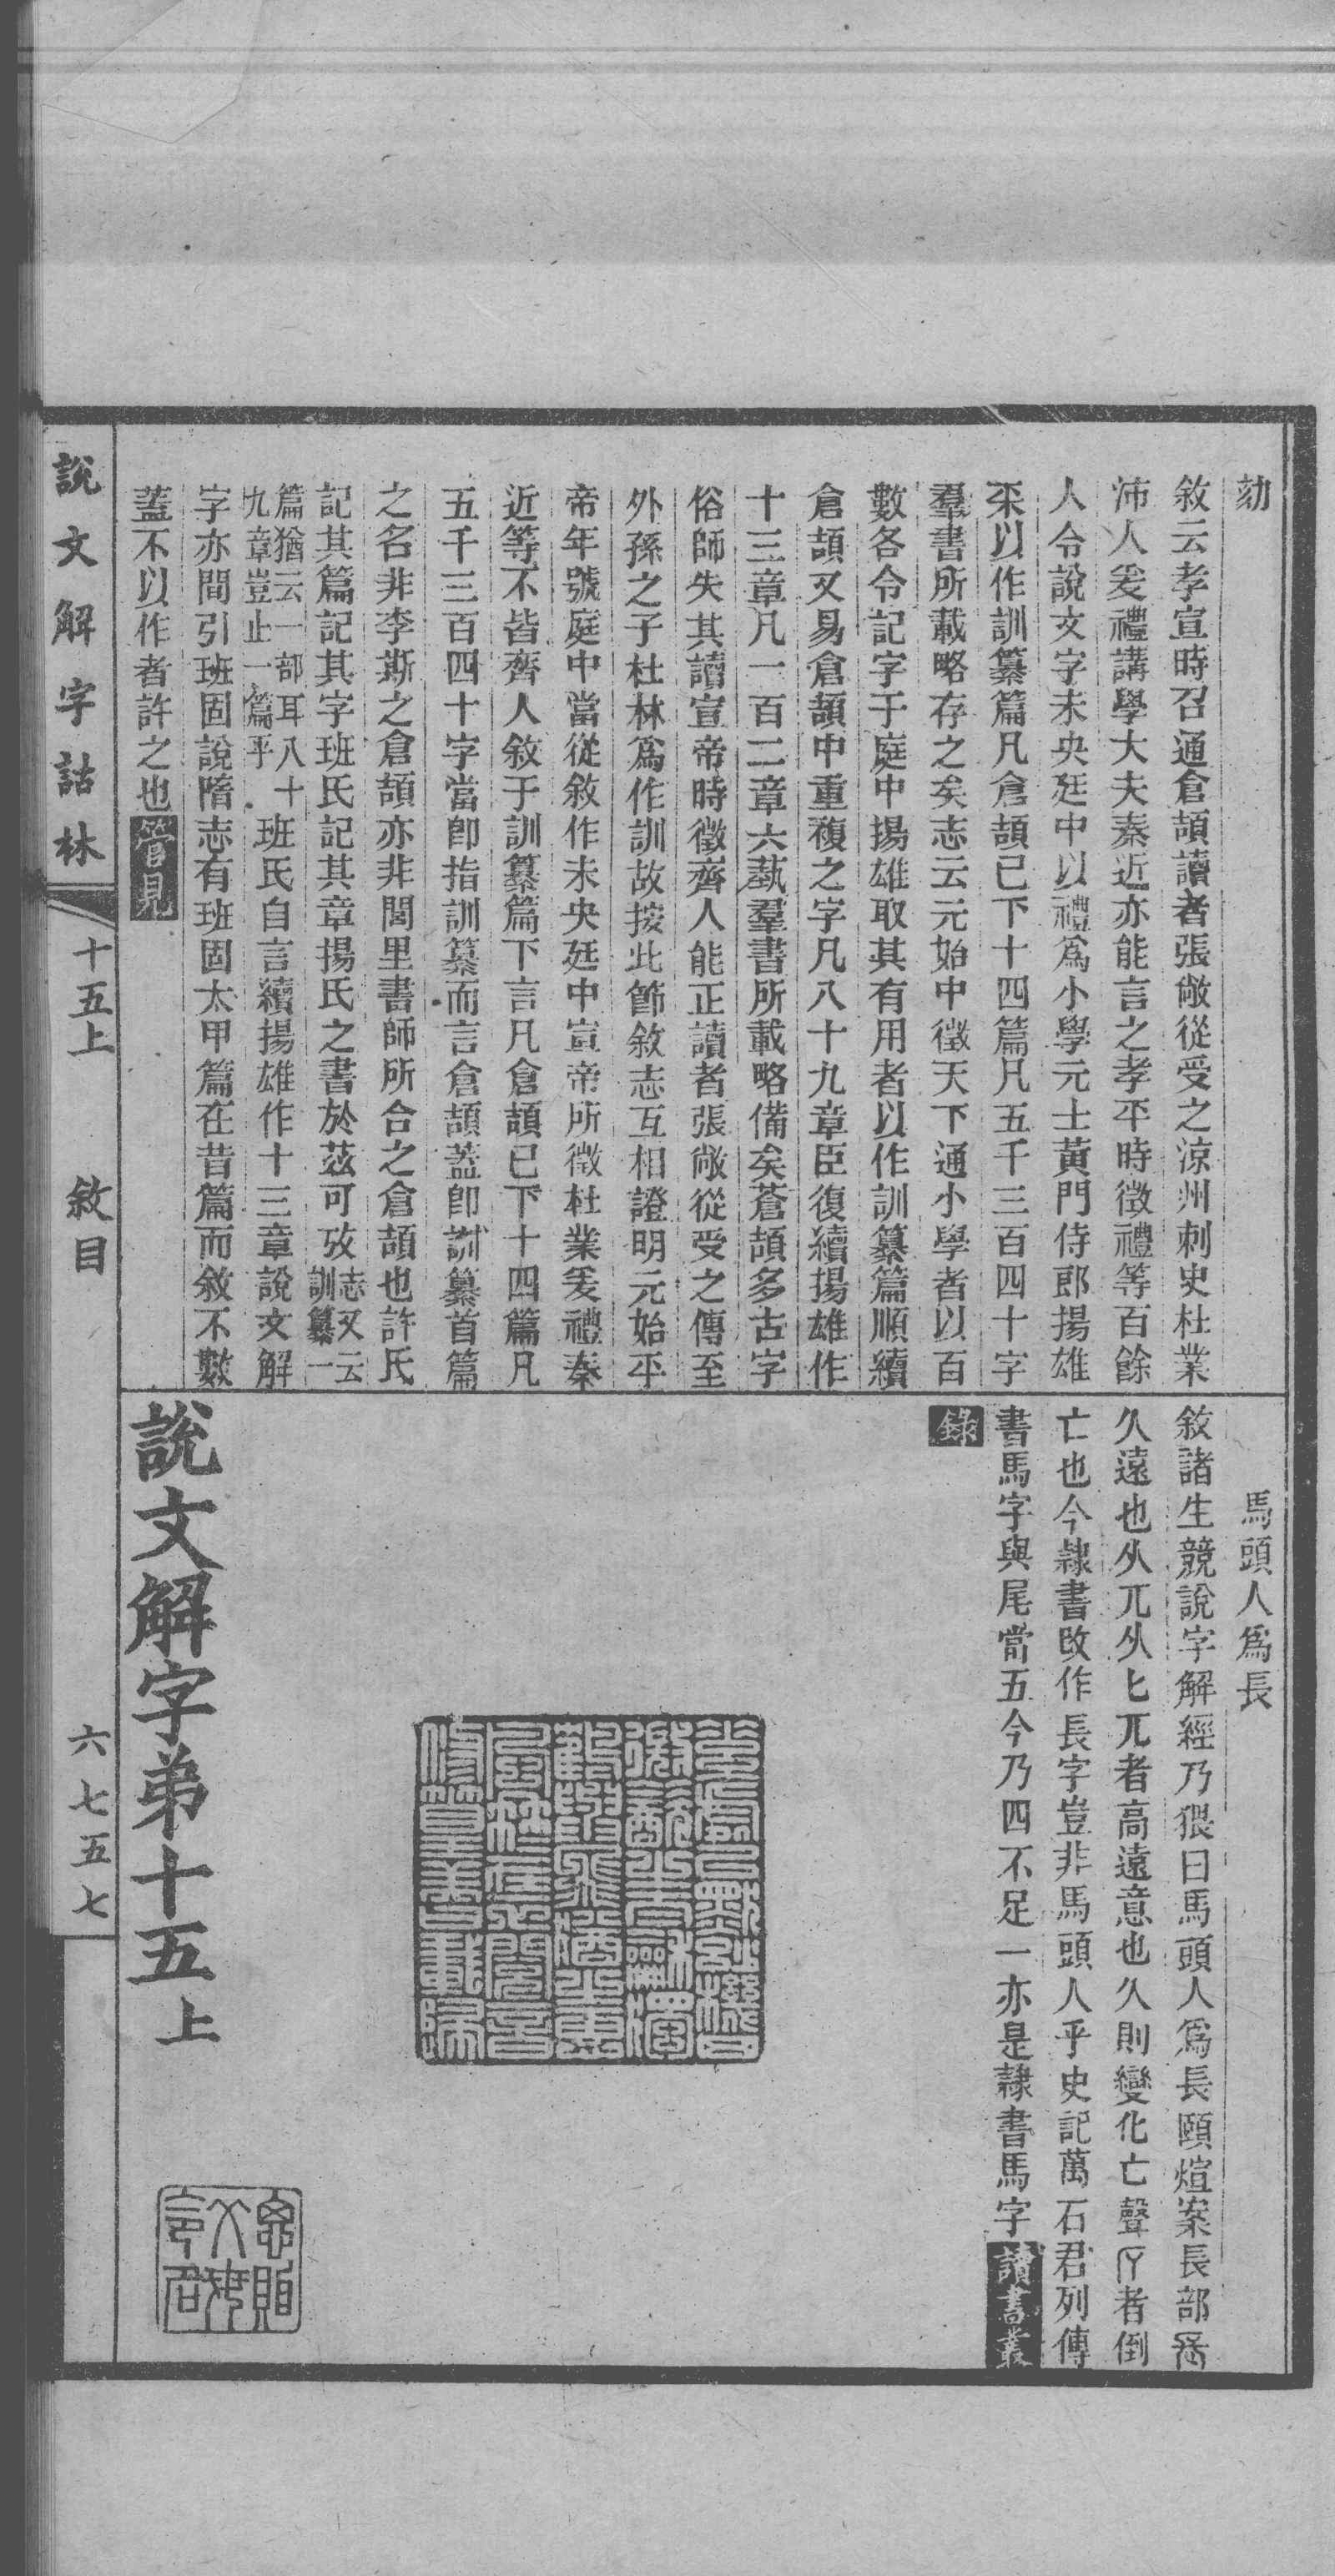 劾
敘云孝宣時召通倉頡讀者張敞從受之涼州刺史杜業
沛人爰禮講學大夫秦近亦能言之孝平時徵禮等百餘
人令說文字未央廷中以禮爲小學元士黃門侍郎揚雄
采以作訓纂篇凡倉頡已下十四篇凡五千三百四十字
羣書所載略存之矣志云元始中徵天下通小學者以百
數各令記字于庭中揚雄取其有用者以作訓纂篇順續
倉頡又易倉頡中重複之字凡八十九章臣復續揚雄作
十三章凡一百二章六蓺羣書所載略備矣蒼頡多古字
俗師失其讀宣帝時徵齊人能正讀者張敞從受之傳至
外孫之子杜林爲作訓故按此節敘志互相證明元始平
帝年號庭中當從敘作未央廷中宣帝所徵杜業爰禮秦
近等不皆齊人敘于訓纂篇下言凡倉頡已下十四篇凡
五千三百四十字當卽指訓纂而言倉頡蓋卽訓纂首篇
之名非李斯之倉頡亦非閭里書師所合之倉頡也許氏
記其篇記其字班氏記其章揚氏之書於茲可攷志又云訓纂一
篇猶云一部耳八十九章豈止一篇乎班氏自言續揚雄作十三章說文解
字亦間引班固說隋志有班固太甲篇在昔篇而敘不數
蓋不以作者許之也管見
馬頭人爲長
敘諸生競說字解經乃猥曰馬頭人爲長頤煊案長部
久遠也从兀从匕兀者高遠意也久則變化亡聲者倒
亡也今隸書改作長字豈非馬頭人乎史記萬石君列傳
書馬字與尾當五今乃四不足一亦是隸書馬字讀書叢
錄
說文解字弟十五上
說文解字詁林
十五上
敘目
六七五七